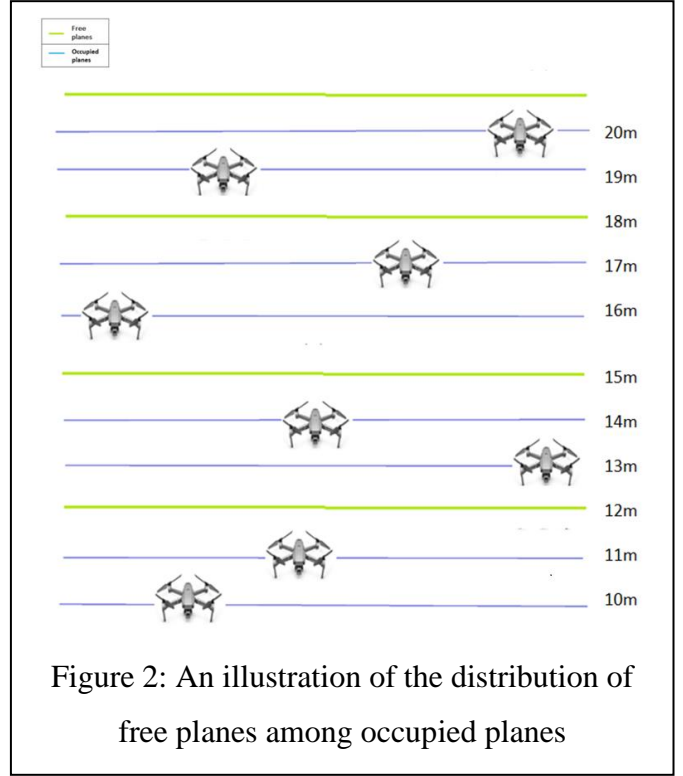 Free
planes
Occupied
planes
20m
19m
18m
17m
16m
15m
14m
13m
12m
11m
10m
Figure 2: An illustration of the distribution of
free planes among occupied planes